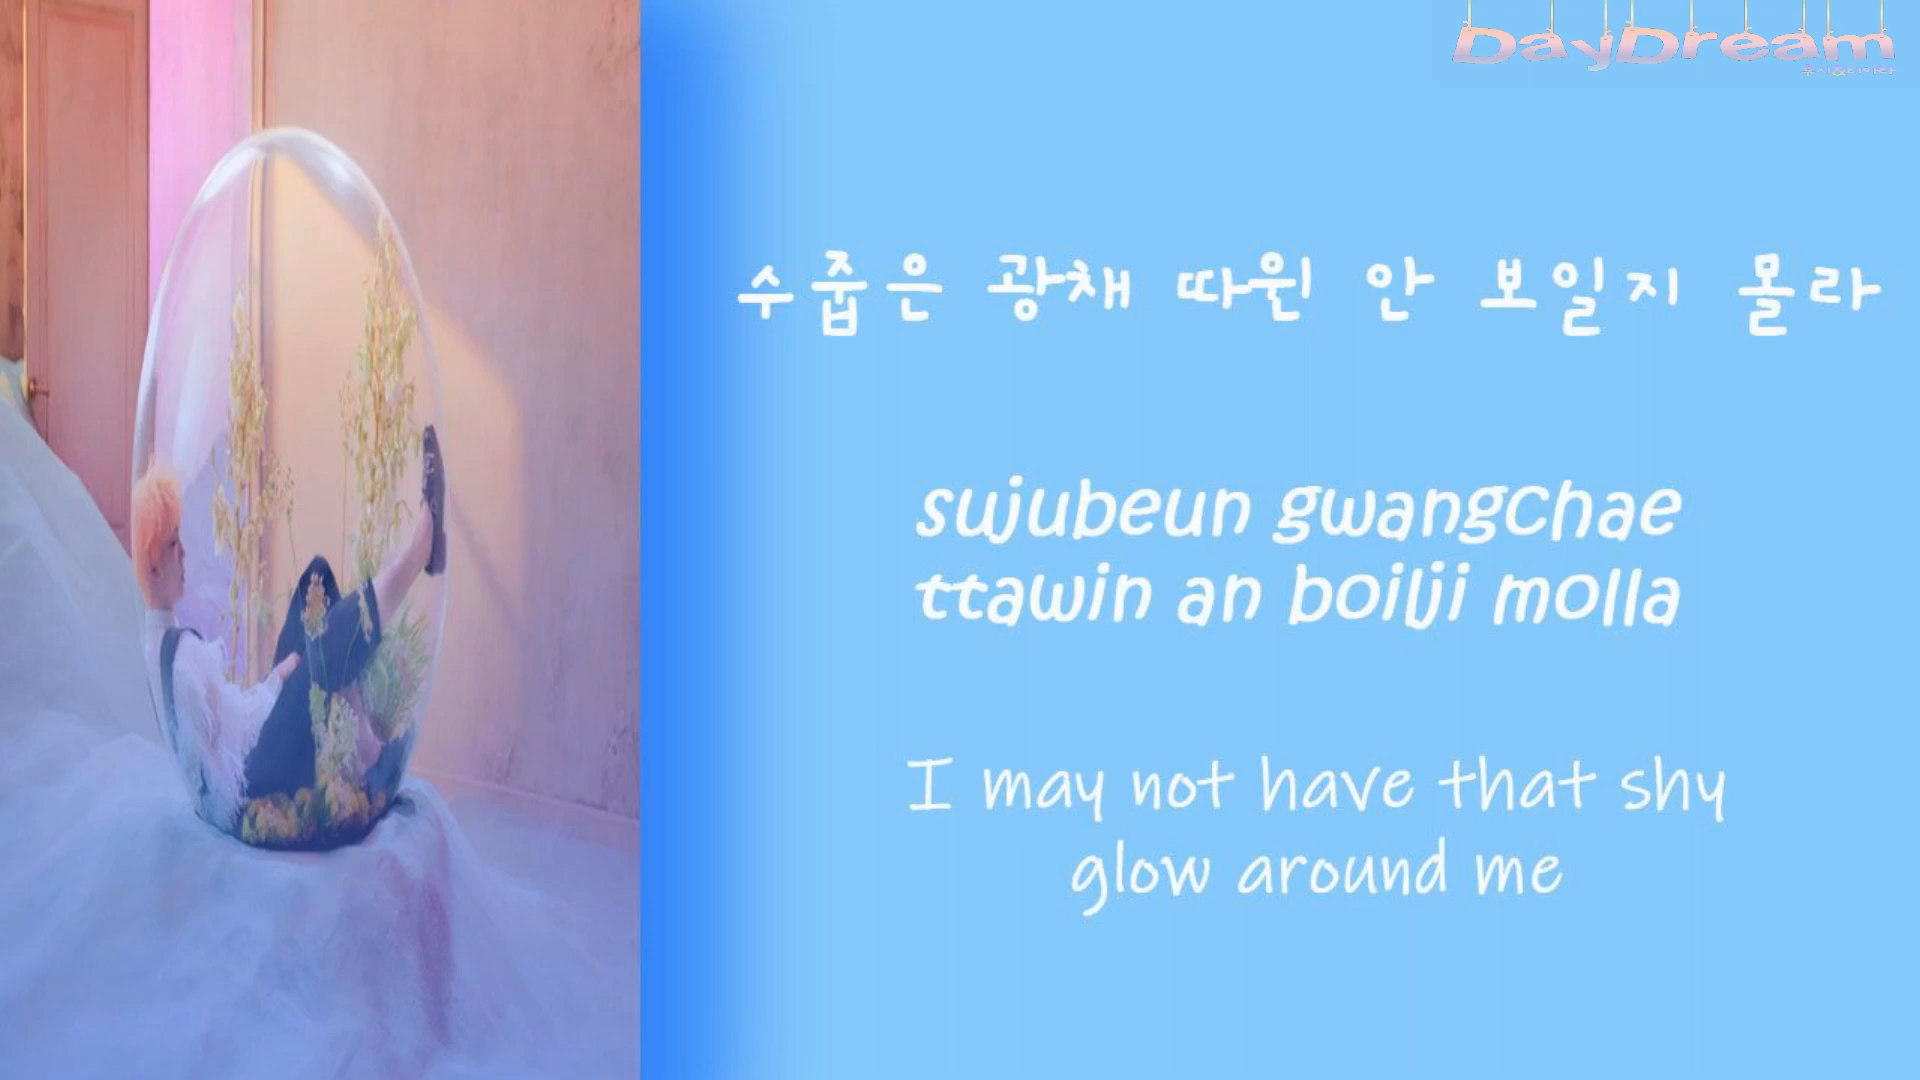 DayDream
수줍은 광채 따윈 안 보일지 몰라
sujubeun gwangchae
ttawin an boilji molla
I may not have that shy
glow around me